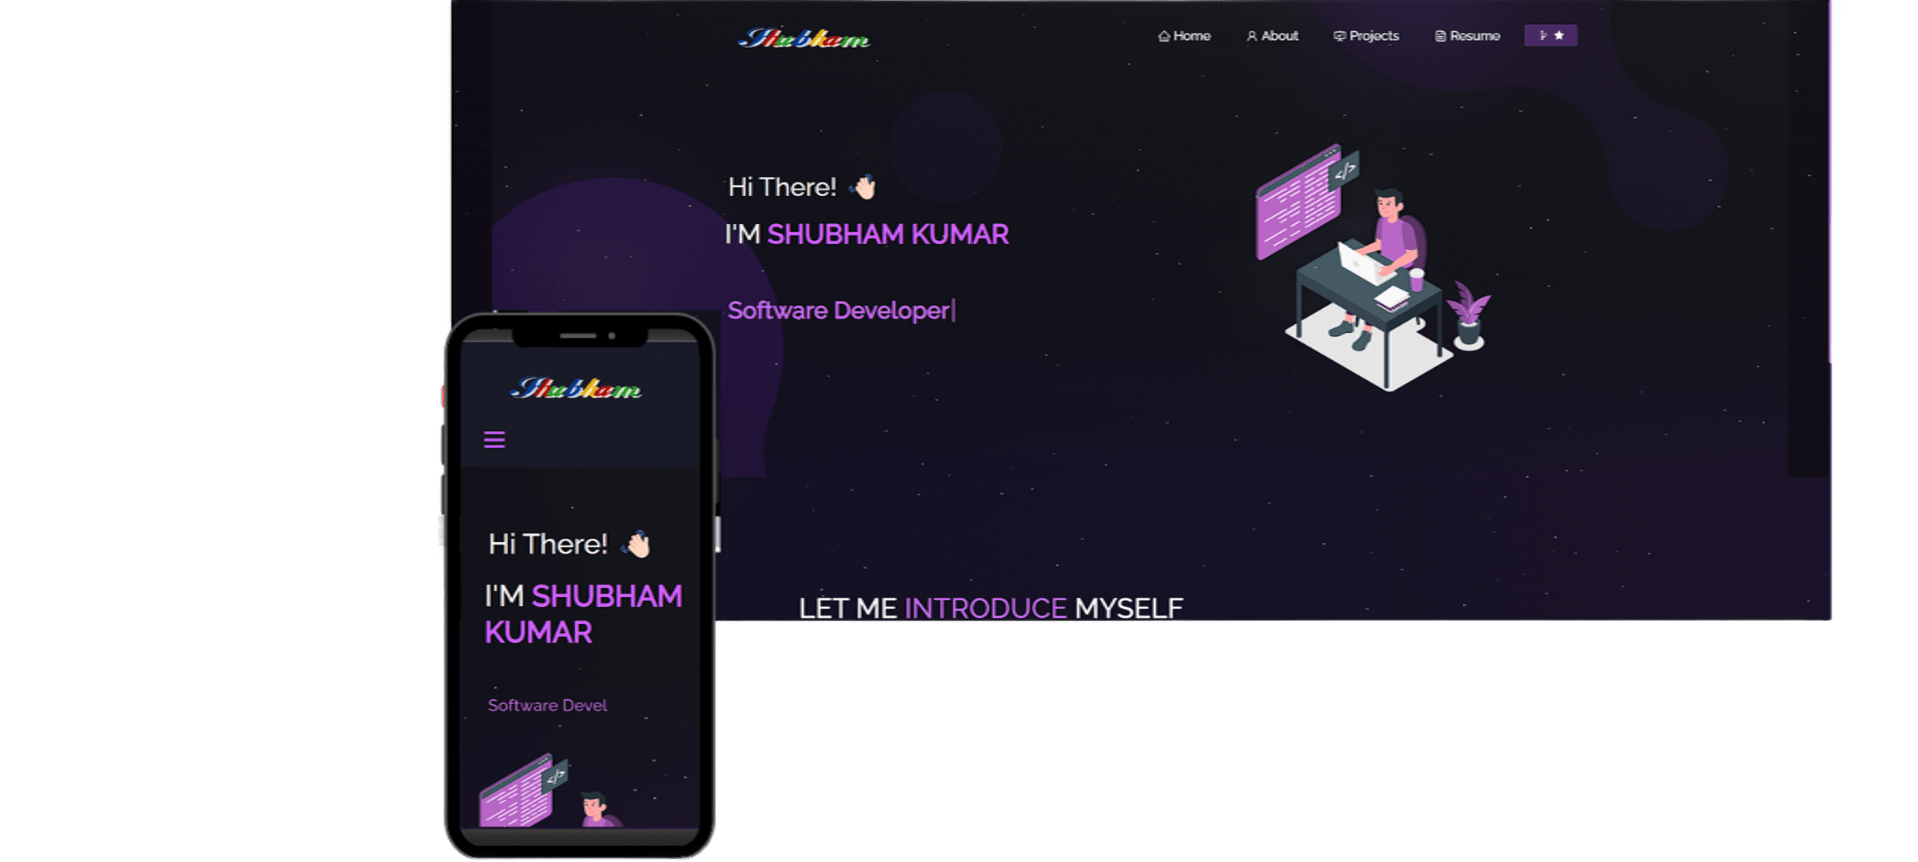 Shubham
Home About Projects Resume
Hi There!
I'M SHUBHAM KUMAR
Software Developer
</>
LET ME INTRODUCE MYSELF
Shubham
Hi There!
I'M SHUBHAM
KUMAR
Software Devel
</>